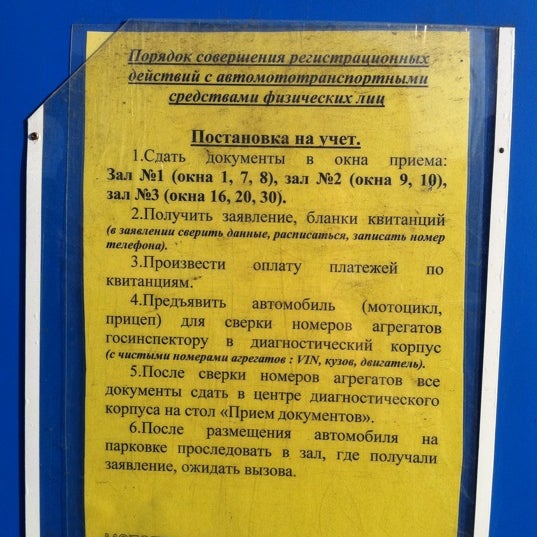 Порядок совершения регистрационных
действий с автомототранспортными
средствами физических лиц
Постановка на учет.
1.Сдать документы в окна приема:
Зал №1 (окна 1, 7, 8), зал №2 (окна 9, 10),
зал №3 (окна 16, 20, 30).
2.Получить заявление, бланки квитанций
(в заявлении сверить данные, расписаться, записать номер
телефона).
3.Произвести оплату платежей по
квитанциям.
4.Предъявить автомобиль (мотоцикл,
прицеп) для сверки номеров агрегатов
госинспектору в диагностический корпус
(с чистыми номерами агрегатов : VIN, кузов, двигатель).
5.После сверки номеров агрегатов все
документы сдать в центре диагностического
корпуса на стол «Прием документов».
6.После размещения автомобиля на
парковке проследовать в зал, где получали
заявление, ожидать вызова.